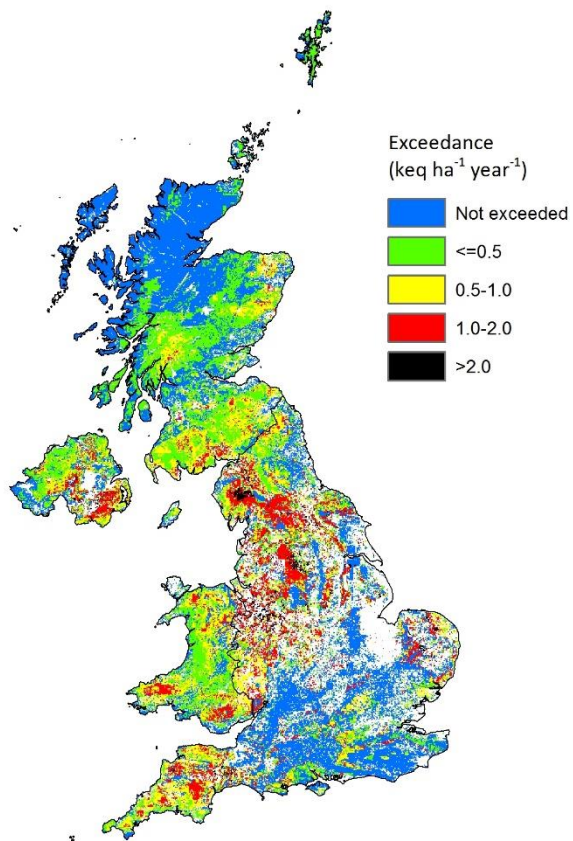 Exceedance
(keq ha⁻¹ year⁻¹)
Not exceeded
<=0.5
0.5-1.0
1.0-2.0
>2.0